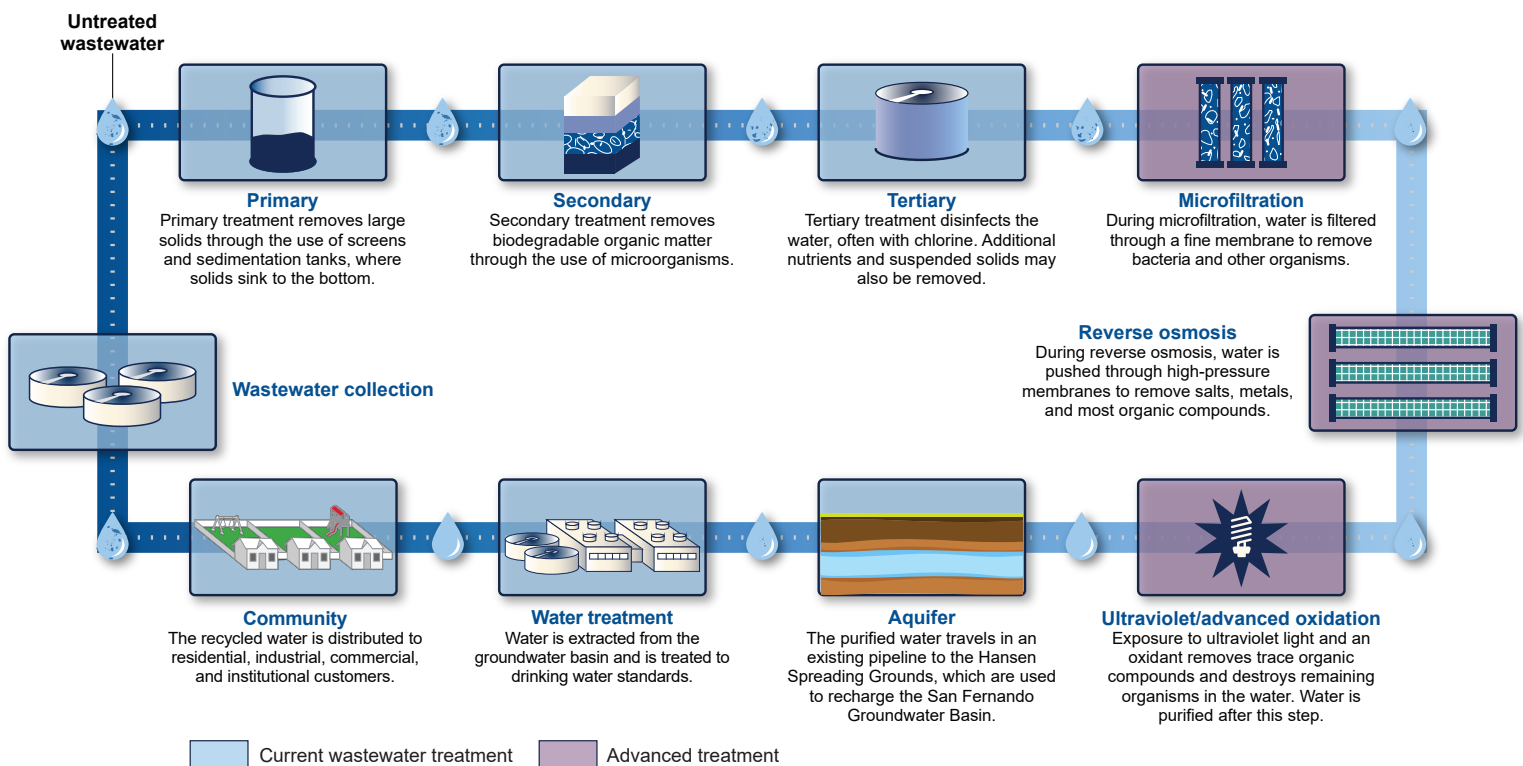 Untreated
wastewater
Primary
Primary treatment removes large
solids through the use of screens
and sedimentation tanks, where
solids sink to the bottom.
Secondary
Secondary treatment removes
biodegradable organic matter
through the use of microorganisms.
Tertiary
Tertiary treatment disinfects the
water, often with chlorine. Additional
nutrients and suspended solids may
also be removed.
Microfiltration
During microfiltration, water is filtered
through a fine membrane to remove
bacteria and other organisms.
Reverse osmosis
During reverse osmosis, water is
pushed through high-pressure
membranes to remove salts, metals,
and most organic compounds.
Wastewater collection
Community
The recycled water is distributed to
residential, industrial, commercial,
and institutional customers.
Water treatment
Water is extracted from the
groundwater basin and is treated to
drinking water standards.
Aquifer
The purified water travels in an
existing pipeline to the Hansen
Spreading Grounds, which are used
to recharge the San Fernando
Groundwater Basin.
Ultraviolet/advanced oxidation
Exposure to ultraviolet light and an
oxidant removes trace organic
compounds and destroys remaining
organisms in the water. Water is
purified after this step.
Current wastewater treatment
Advanced treatment